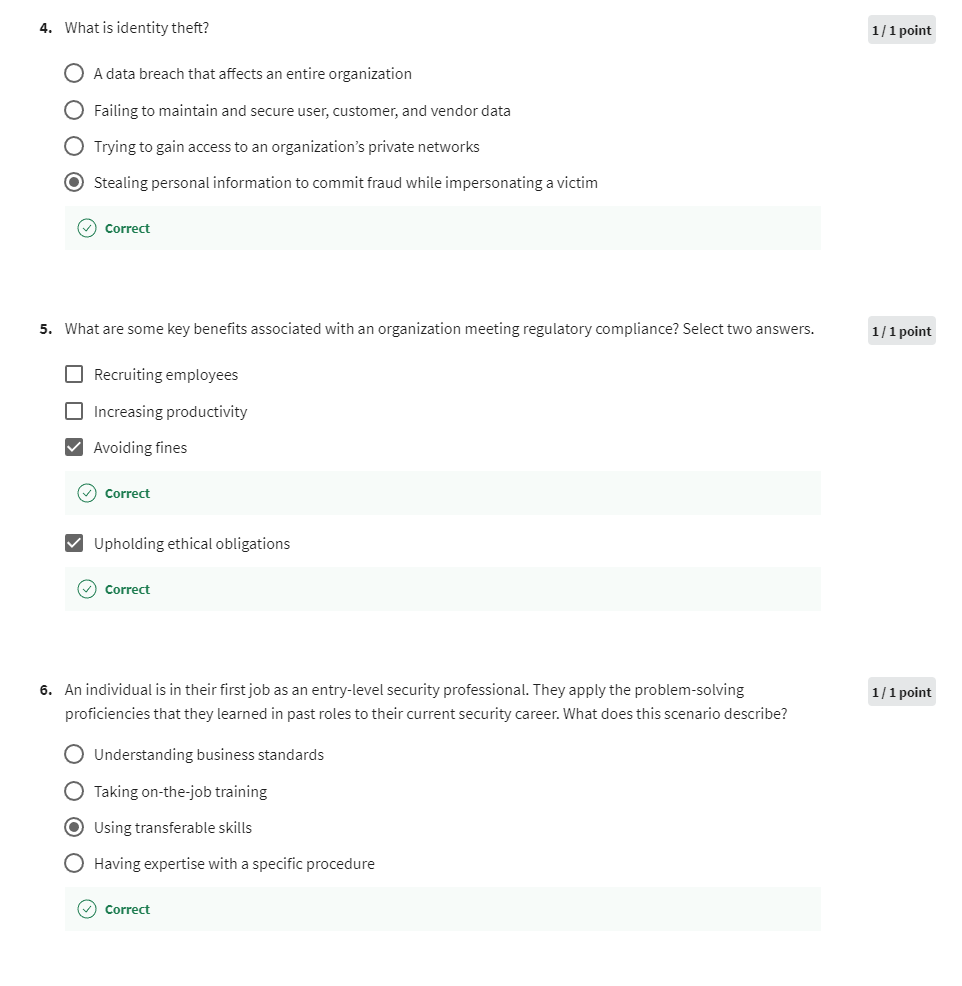 4. What is identity theft?
1 / 1 point
A data breach that affects an entire organization
Failing to maintain and secure user, customer, and vendor data
Trying to gain access to an organization’s private networks
Stealing personal information to commit fraud while impersonating a victim
Correct
5. What are some key benefits associated with an organization meeting regulatory compliance? Select two answers.
1 / 1 point
Recruiting employees
Increasing productivity
Avoiding fines
Correct
Upholding ethical obligations
Correct
6. An individual is in their first job as an entry-level security professional. They apply the problem-solving
proficiencies that they learned in past roles to their current security career. What does this scenario describe?
1 / 1 point
Understanding business standards
Taking on-the-job training
Using transferable skills
Having expertise with a specific procedure
Correct